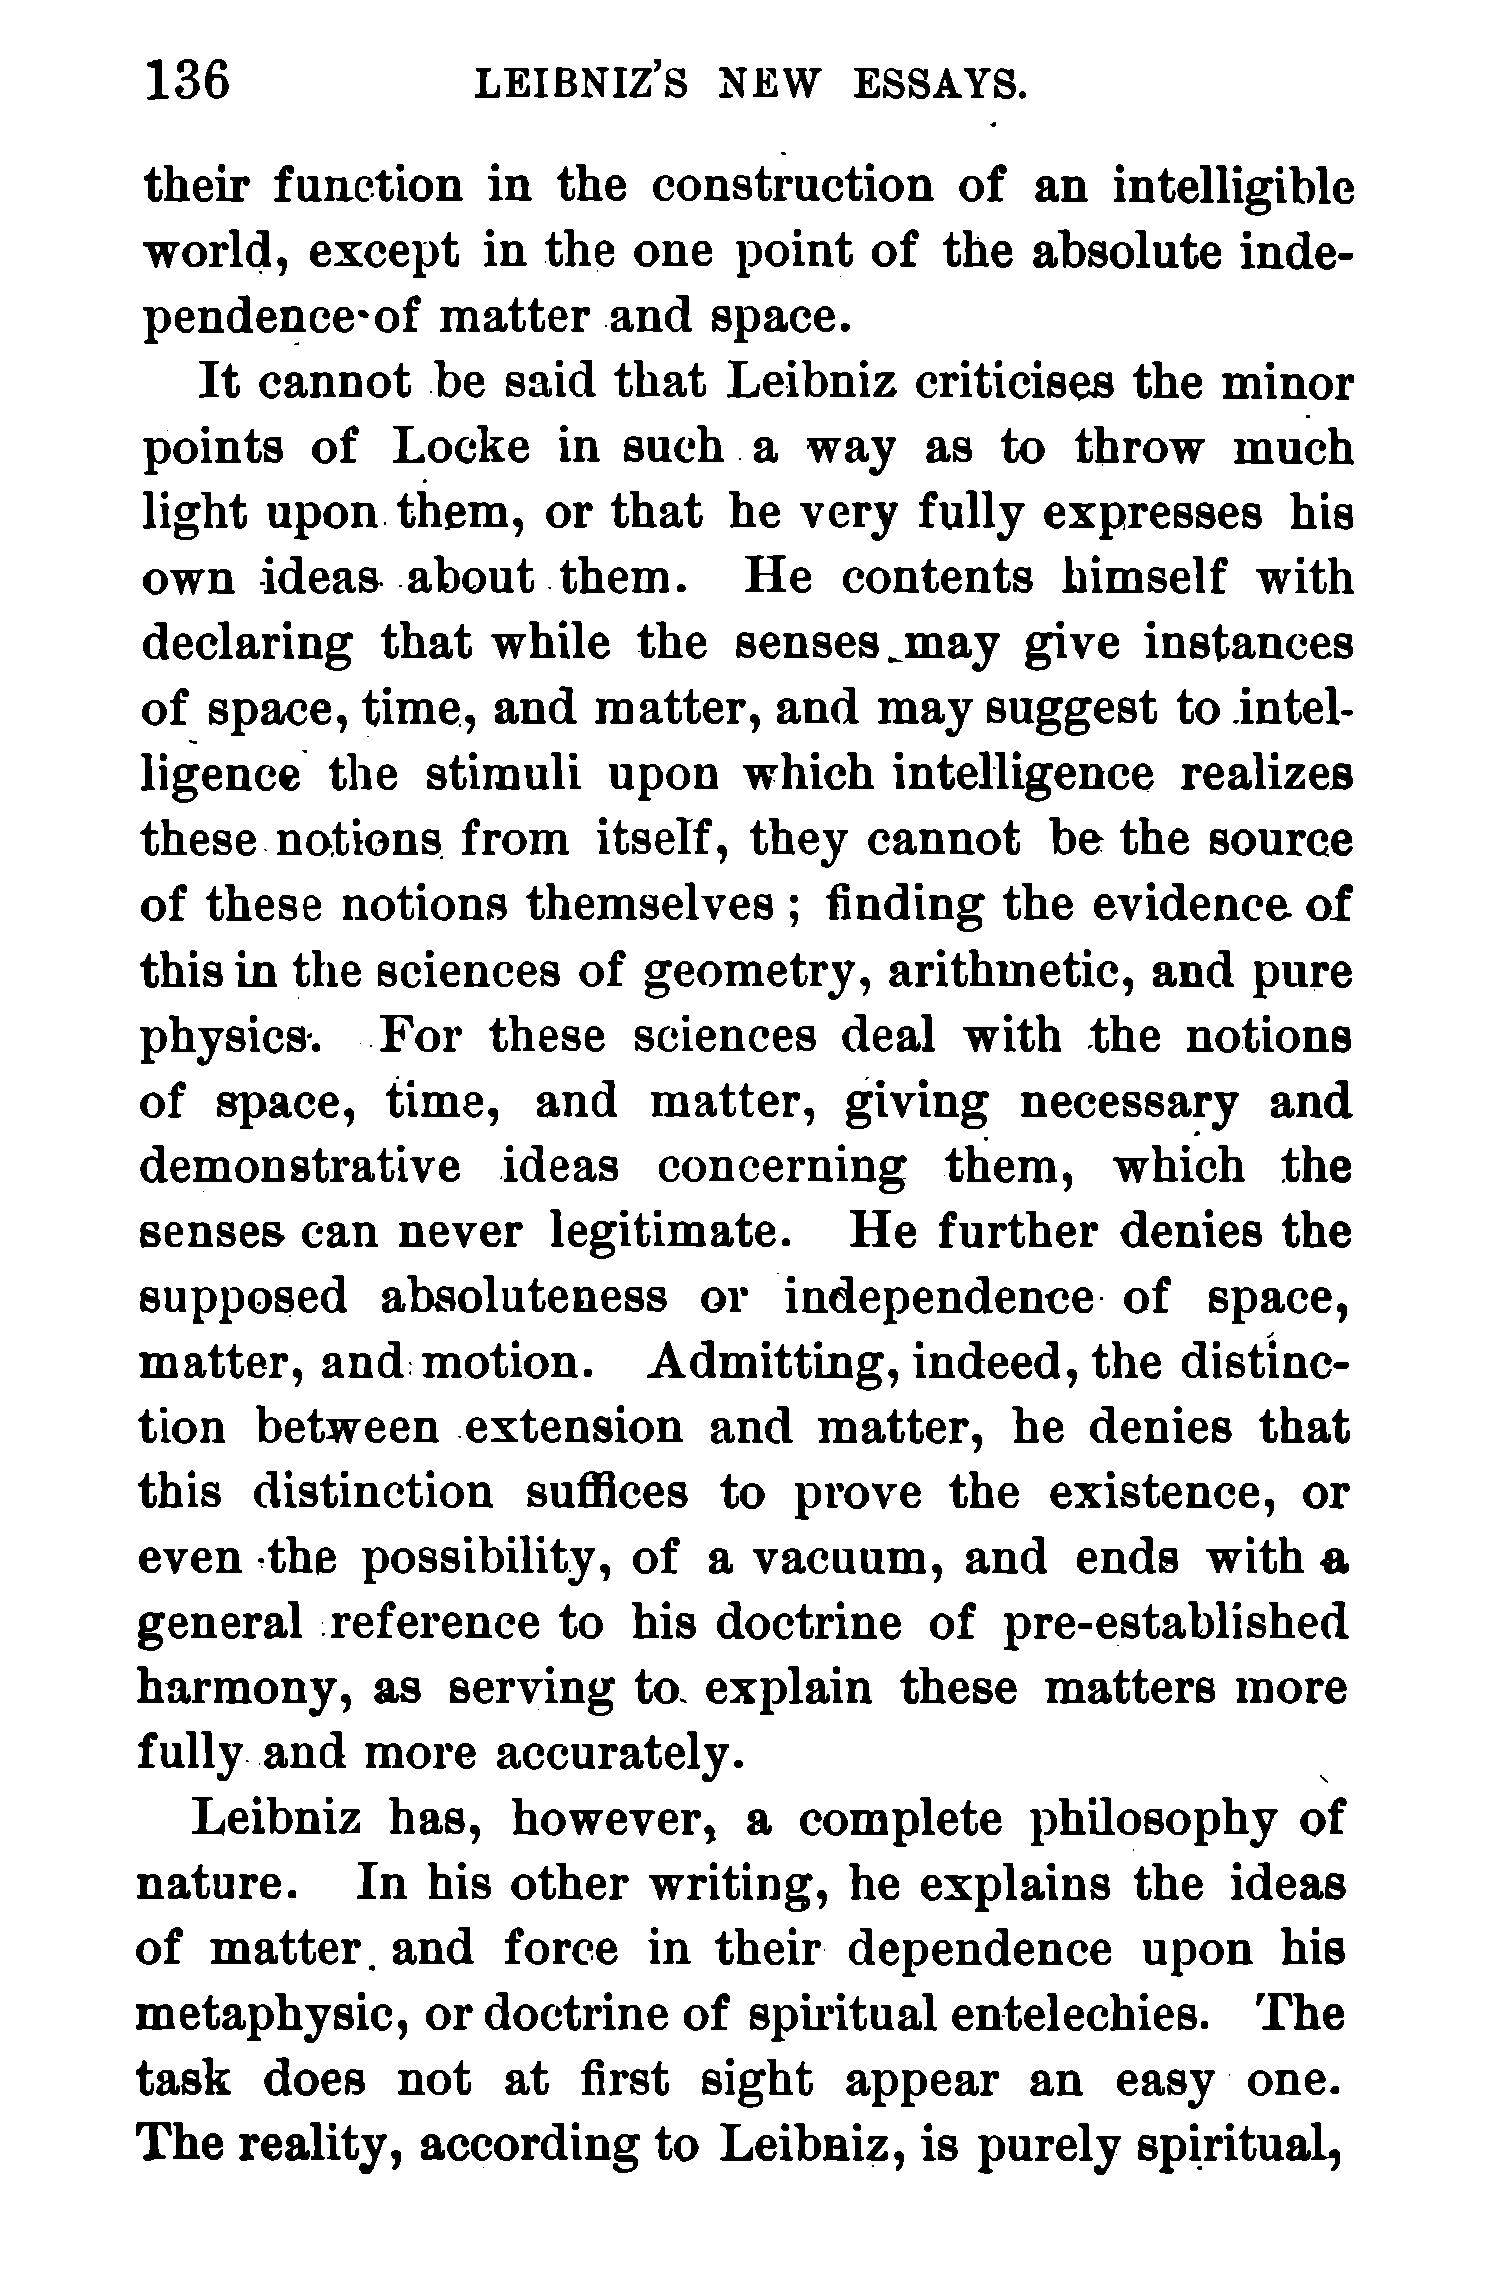 136 LEIBNIZ'S NEW ESSAYS.
their function in the construction of an intelligible
world, except in the one point of the absolute inde-
pendence of matter and space.
It cannot be said that Leibniz criticises the minor
points of Locke in such a way as to throw much
light upon them, or that he very fully expresses his
own ideas about them. He contents himself with
declaring that while the senses may give instances
of space, time, and matter, and may suggest to intel-
ligence the stimuli upon which intelligence realizes
these notions from itself, they cannot be the source
of these notions themselves ; finding the evidence of
this in the sciences of geometry, arithmetic, and pure
physics. For these sciences deal with the notions
of space, time, and matter, giving necessary and
demonstrative ideas concerning them, which the
senses can never legitimate. He further denies the
supposed absoluteness or independence of space,
matter, and motion. Admitting, indeed, the distinc-
tion between extension and matter, he denies that
this distinction suffices to prove the existence, or
even the possibility, of a vacuum, and ends with a
general reference to his doctrine of pre-established
harmony, as serving to explain these matters more
fully and more accurately.
Leibniz has, however, a complete philosophy of
nature. In his other writing, he explains the ideas
of matter and force in their dependence upon his
metaphysic, or doctrine of spiritual entelechies. The
task does not at first sight appear an easy one.
The reality, according to Leibniz, is purely spiritual,